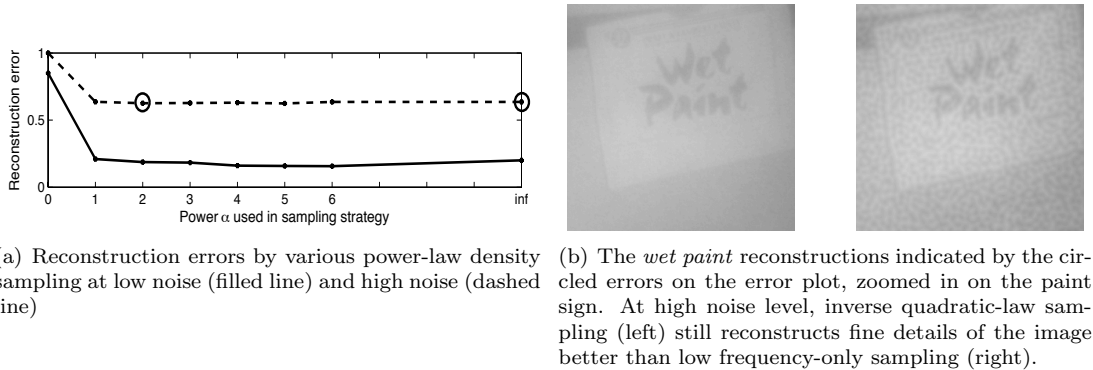 Reconstruction error
1
0.5
0
0 1 2 3 4 5 6 inf
Power α used in sampling strategy
Wet
Paint
Wet
Paint
a) Reconstruction errors by various power-law density
sampling at low noise (filled line) and high noise (dashed
ine)
(b) The wet paint reconstructions indicated by the cir-
cled errors on the error plot, zoomed in on the paint
sign. At high noise level, inverse quadratic-law sam-
pling (left) still reconstructs fine details of the image
better than low frequency-only sampling (right).